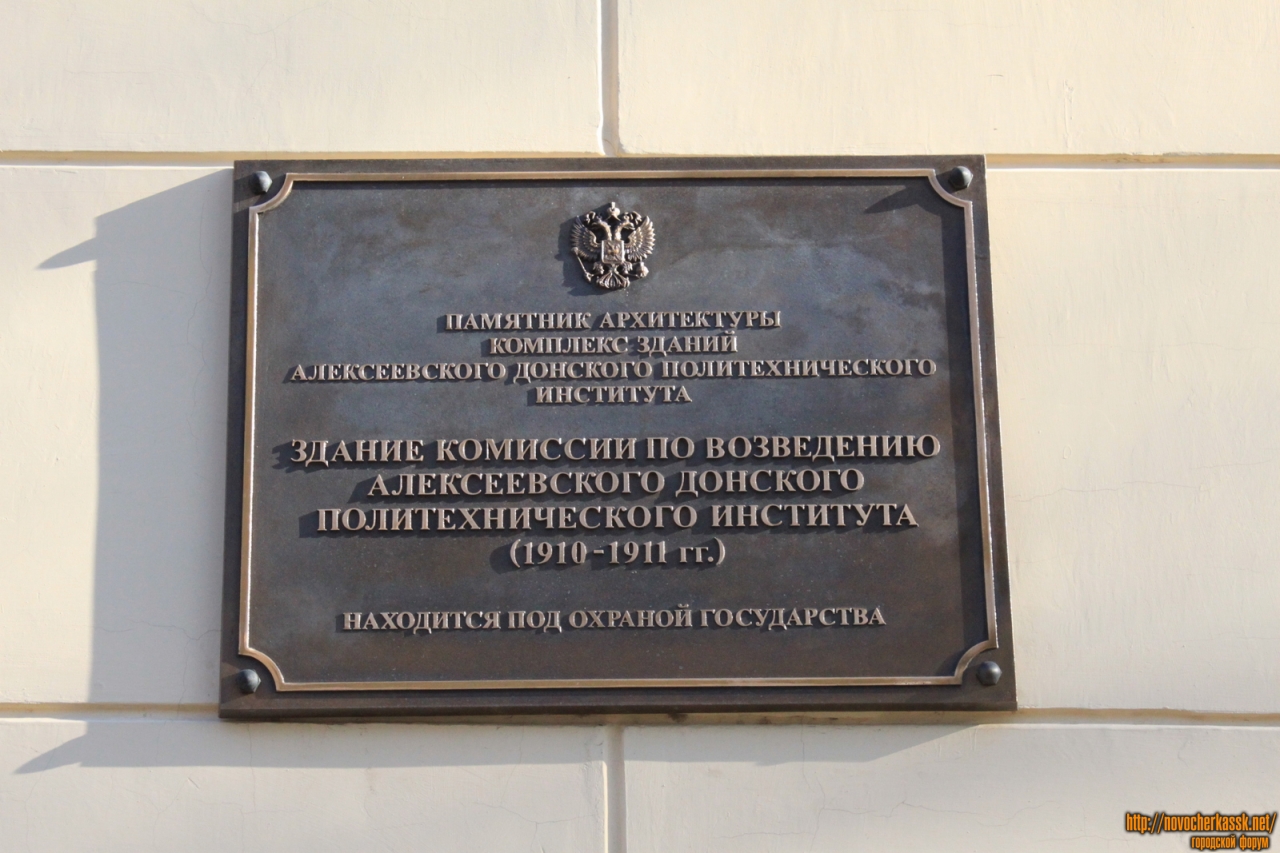 ПАМЯТНИК АРХИТЕКТУРЫ
КОМПЛЕКС ЗДАНИЙ
АЛЕКСЕЕВСКОГО ДОНСКОГО ПОЛИТЕХНИЧЕСКОГО
ИНСТИТУТА
ЗДАНИЕ КОМИССИИ ПО ВОЗВЕДЕНИЮ
АЛЕКСЕЕВСКОГО ДОНСКОГО
ПОЛИТЕХНИЧЕСКОГО ИНСТИТУТА
(1910-1911 гг.)
НАХОДИТСЯ ПОД ОХРАНОЙ ГОСУДАРСТВА
http://novocherkassk.net/
городской форум